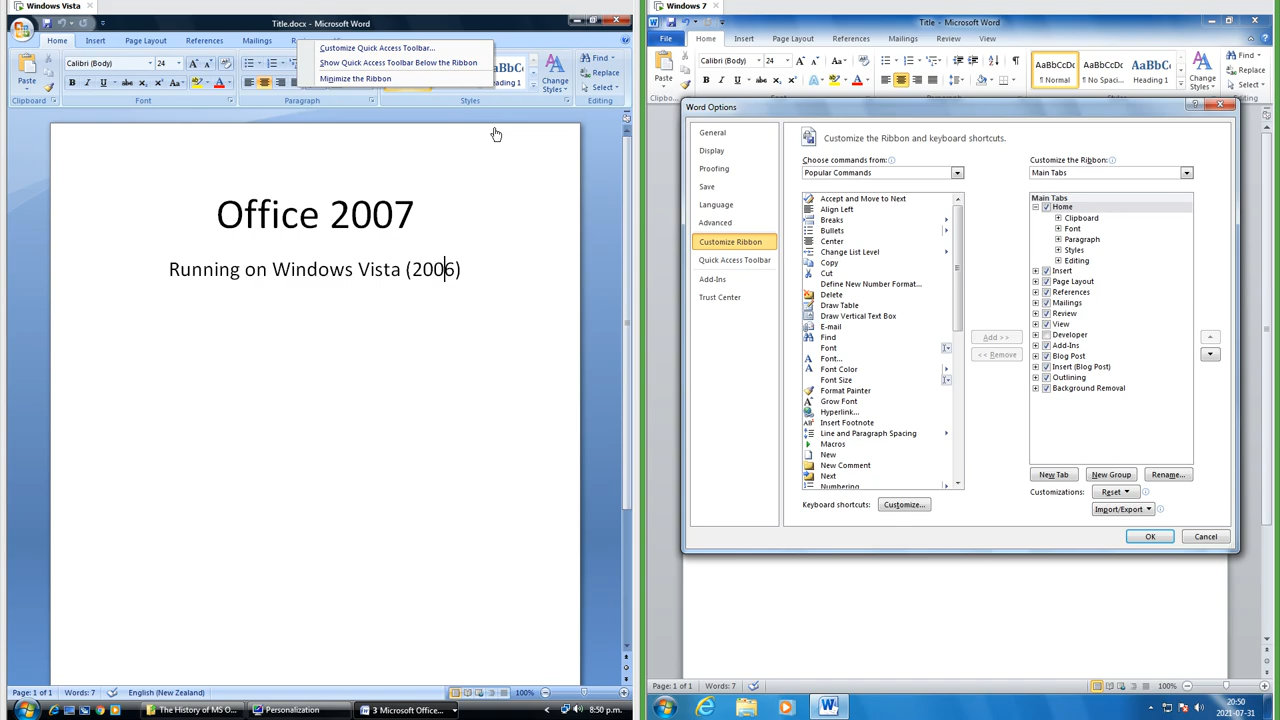 Windows Vista
Title.docx - Microsoft Word
Home Insert Page Layout References Mailings
Customize Quick Access Toolbar...
Show Quick Access Toolbar Below the Ribbon
Minimize the Ribbon
Paste
Calibri (Body) 24
Heading 1
Change Styles
Find
Replace
Select
Clipboard Font Paragraph Styles Editing
Office 2007
Running on Windows Vista (2006)
Page: 1 of 1 Words: 7 English (New Zealand) 100%
The History of MS O... Personalization 3 Microsoft Office... 8:50 p.m.
Windows 7
Title - Microsoft Word
File Home Insert Page Layout References Mailings Review View
Paste
Calibri (Body) 24
AaBbCcDc AaBbCcDc AaBbC
¶ Normal ¶ No Spaci... Heading 1
Change Styles
Find
Replace
Select
Word Options
General
Display
Proofing
Save
Language
Advanced
Customize Ribbon
Quick Access Toolbar
Add-Ins
Trust Center
Customize the Ribbon and keyboard shortcuts.
Choose commands from:
Popular Commands
Accept and Move to Next
Align Left
Breaks
Bullets
Center
Change List Level
Copy
Cut
Define New Number Format...
Delete
Draw Table
Draw Vertical Text Box
E-mail
Find
Font
Font...
Font Color
Font Size
Format Painter
Grow Font
Hyperlink...
Insert Footnote
Line and Paragraph Spacing
Macros
New
New Comment
Next
Numbering
Add >>
<< Remove
Customize the Ribbon:
Main Tabs
Main Tabs
Home
Clipboard
Font
Paragraph
Styles
Editing
Insert
Page Layout
References
Mailings
Review
View
Developer
Add-Ins
Blog Post
Insert (Blog Post)
Outlining
Background Removal
New Tab New Group Rename...
Customizations: Reset
Import/Export
Keyboard shortcuts: Customize...
OK Cancel
Page: 1 of 1 Words: 7 100%
20:50
2021-07-31